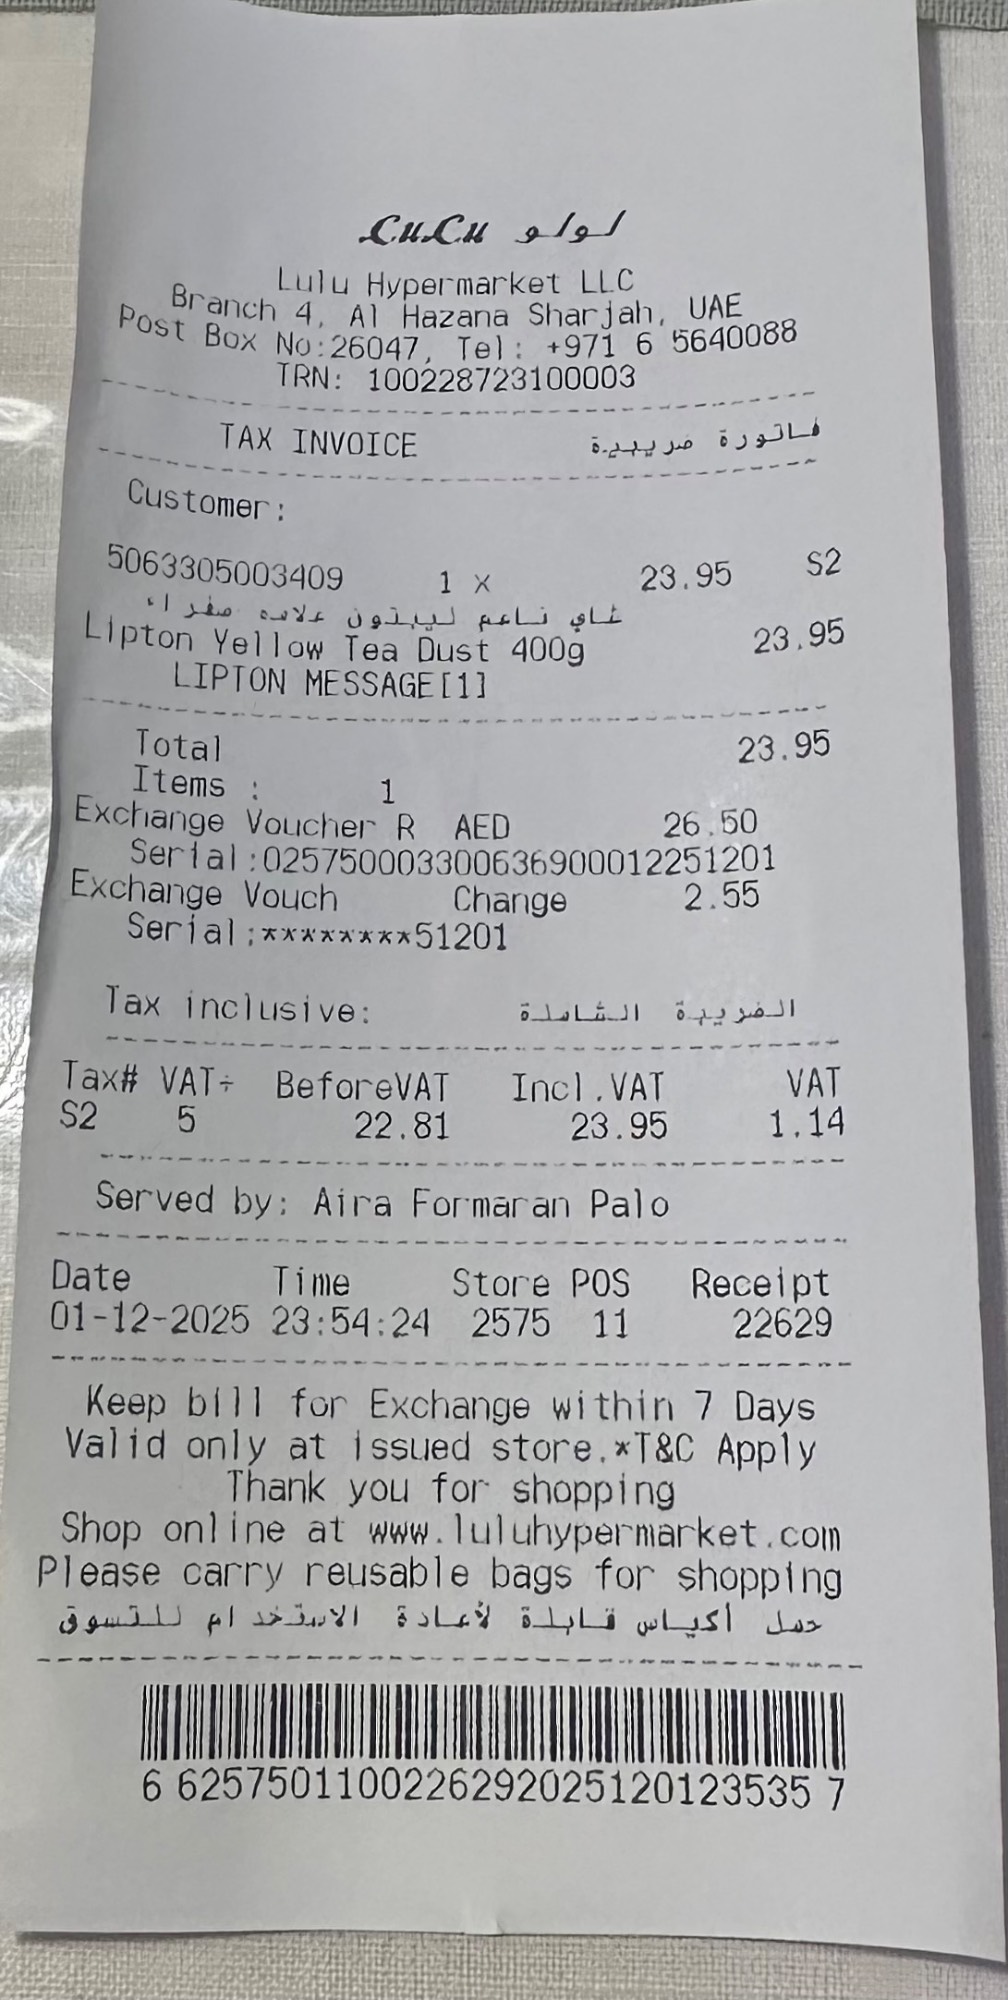 LuLu لولو
Lulu Hypermarket LLC
Branch 4, Al Hazana Sharjah, UAE
Post Box No:26047, Tel: +971 6 5640088
TRN: 100228723100003
TAX INVOICE فاتورة ضريبية
Customer:
5063305003409 1 X 23.95 S2
شاي ناعم ليبتون علامه صفراء
Lipton Yellow Tea Dust 400g 23.95
LIPTON MESSAGE[1]
Total 23.95
Items : 1
Exchange Voucher R AED 26.50
Serial:025750003300636900012251201
Exchange Vouch Change 2.55
Serial:********51201
Tax inclusive: الضريبة الشاملة
Tax# VAT÷ BeforeVAT Incl.VAT VAT
S2 5 22.81 23.95 1.14
Served by: Aira Formaran Palo
Date Time Store POS Receipt
01-12-2025 23:54:24 2575 11 22629
Keep bill for Exchange within 7 Days
Valid only at issued store.*T&C Apply
Thank you for shopping
Shop online at www.luluhypermarket.com
Please carry reusable bags for shopping
حمل أكياس قابلة لأعادة الاستخدام للتسوق
6 6257501100226292025120123535 7